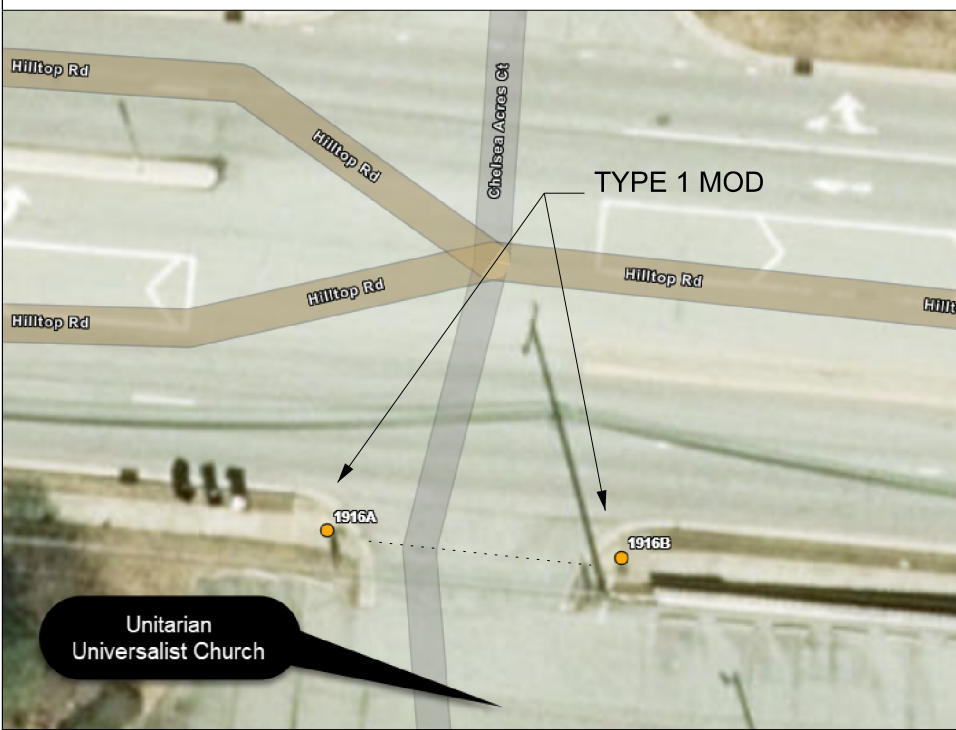 Hilltop Rd
Chelsea Acres Ct
Hilltop Rd
TYPE 1 MOD
Hilltop Rd
Hilltop Rd
Hillt
Hilltop Rd
1916A
1916B
Unitarian
Universalist Church